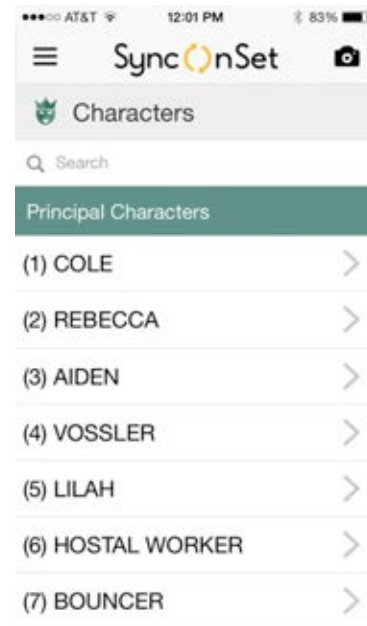 AT&T 12:01 PM 83%
SyncOnSet
Characters
Search
Principal Characters
(1) COLE
(2) REBECCA
(3) AIDEN
(4) VOSSLER
(5) LILAH
(6) HOSTAL WORKER
(7) BOUNCER